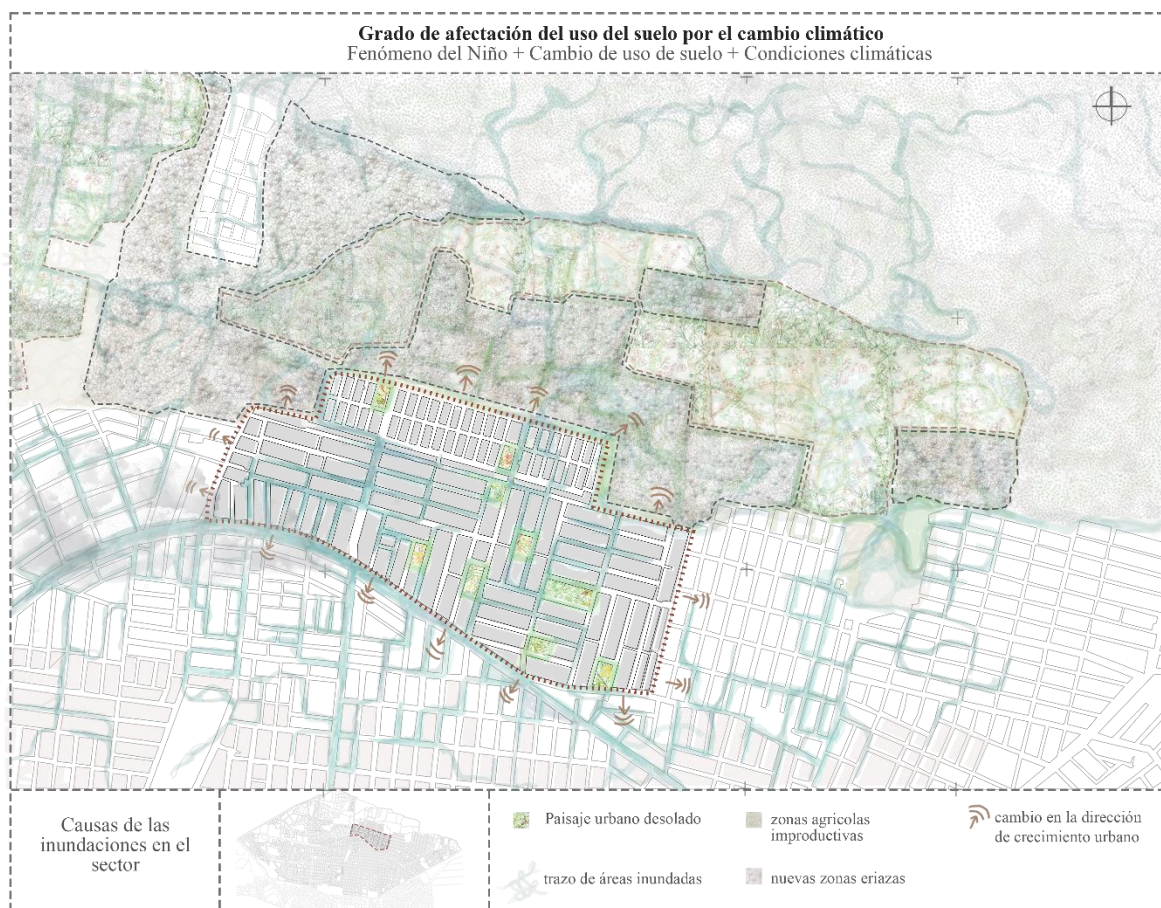 Grado de afectación del uso del suelo por el cambio climático
Fenómeno del Niño + Cambio de uso de suelo + Condiciones climáticas
Causas de las
inundaciones en el
sector
Paisaje urbano desolado
trazo de áreas inundadas
zonas agricolas
improductivas
nuevas zonas eriazas
cambio en la dirección
de crecimiento urbano